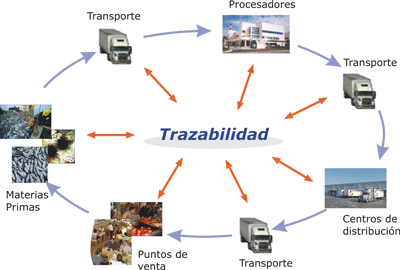 Procesadores
Transporte
Transporte
Trazabilidad
Materias
Primas
Centros de
distribución
Puntos de
venta
Transporte